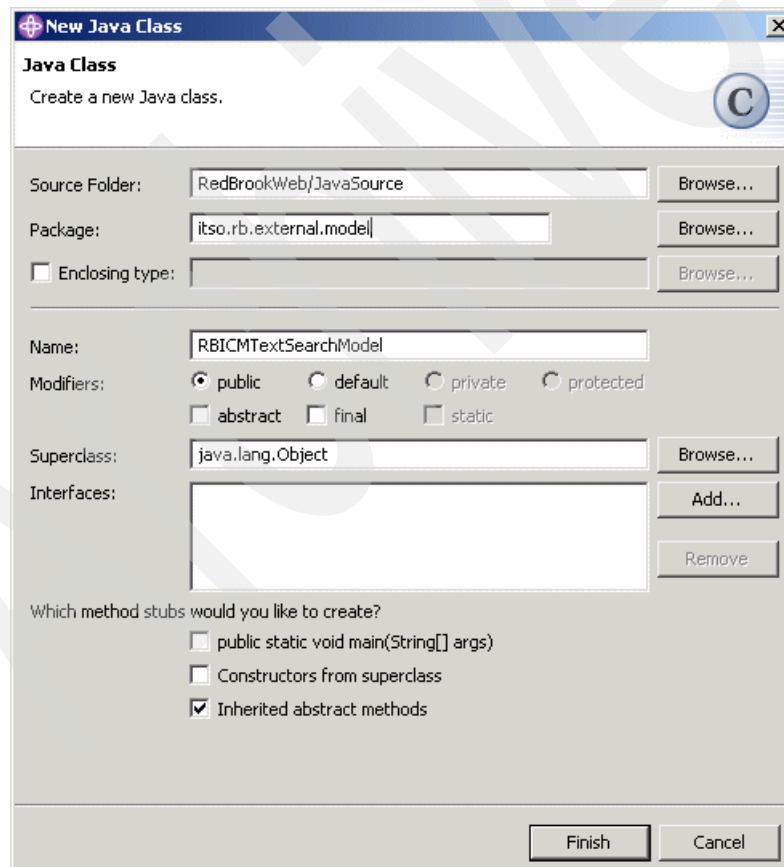 New Java Class
Java Class
Create a new Java class.
C
Source Folder: RedBrookWeb/JavaSource Browse...
Package: itso.rb.external.model Browse...
Enclosing type: Browse...
Name: RBICMTextSearchModel
Modifiers: public default private protected
abstract final static
Superclass: java.lang.Object Browse...
Interfaces: Add...
Remove
Which method stubs would you like to create?
public static void main(String[] args)
Constructors from superclass
Inherited abstract methods
Finish Cancel